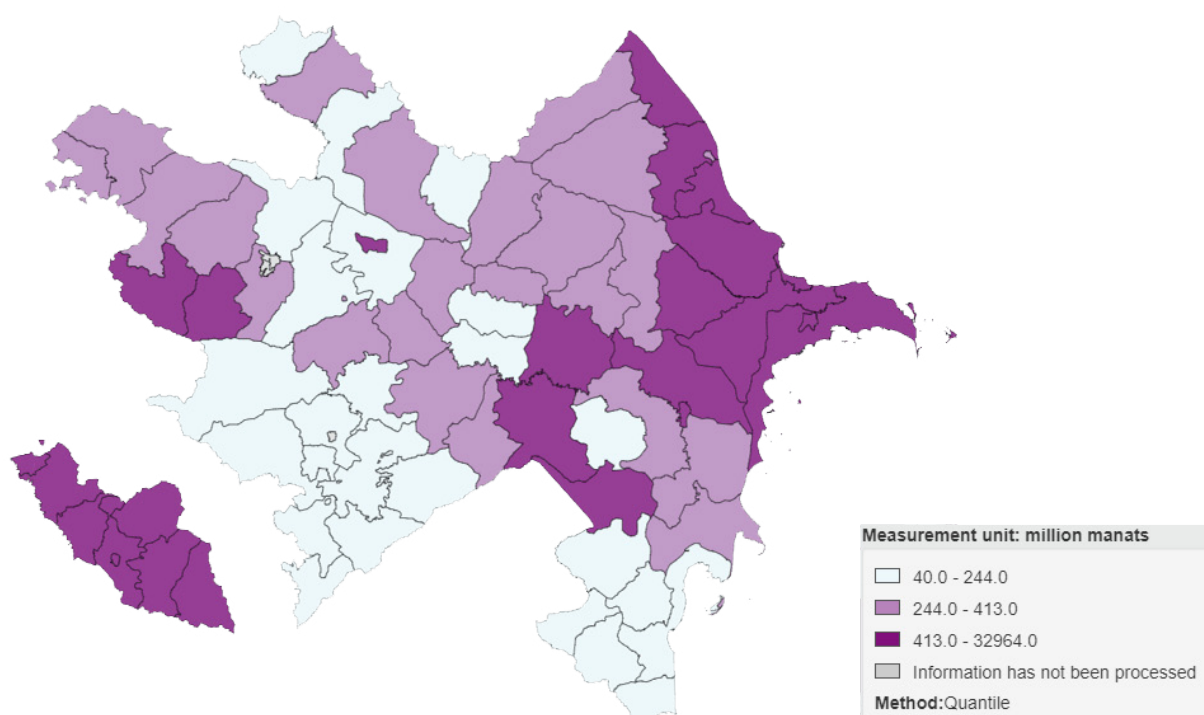 Measurement unit: million manats
40.0 - 244.0
244.0 - 413.0
413.0 - 32964.0
Information has not been processed
Method:Quantile